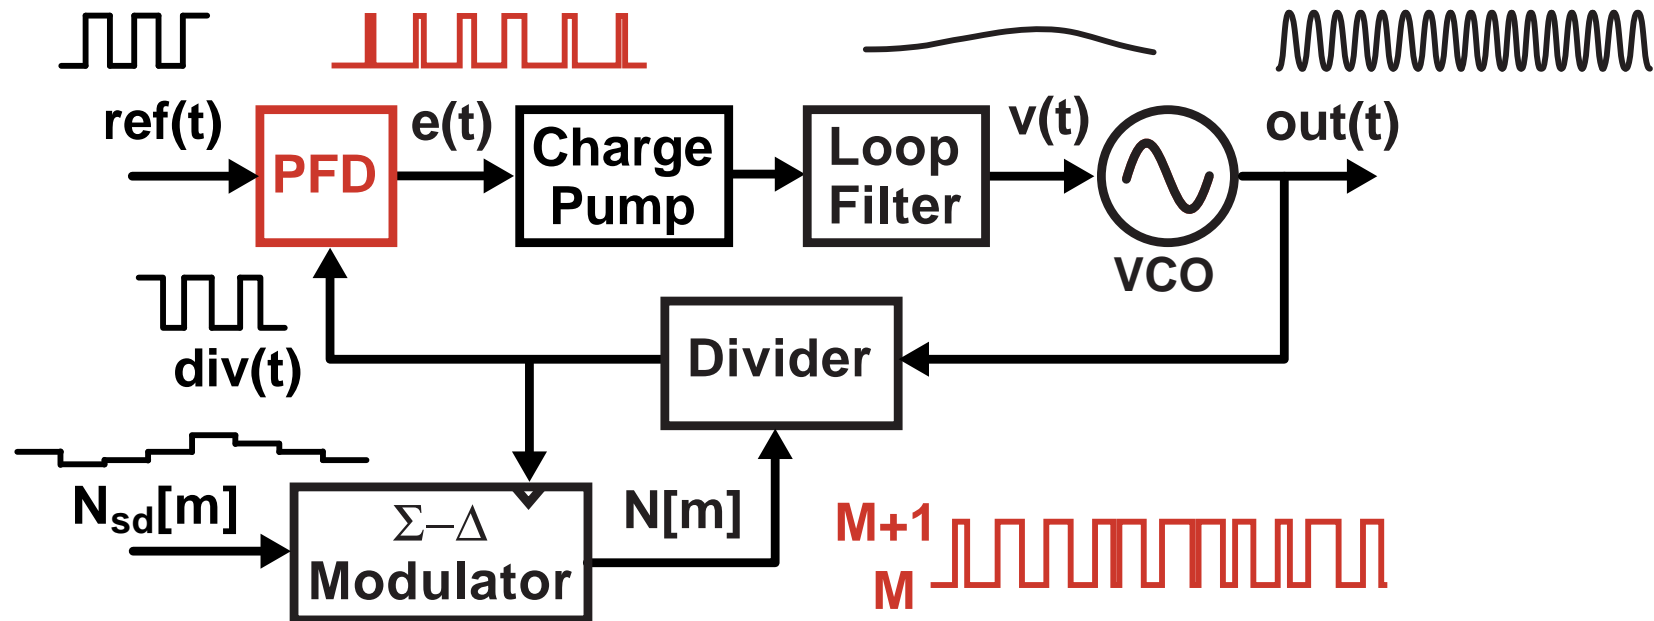 ref(t)
PFD
e(t)
Charge
Pump
Loop
Filter
v(t)
VCO
out(t)
div(t)
Divider
Nsd[m]
Σ−Δ
Modulator
N[m]
M+1
M